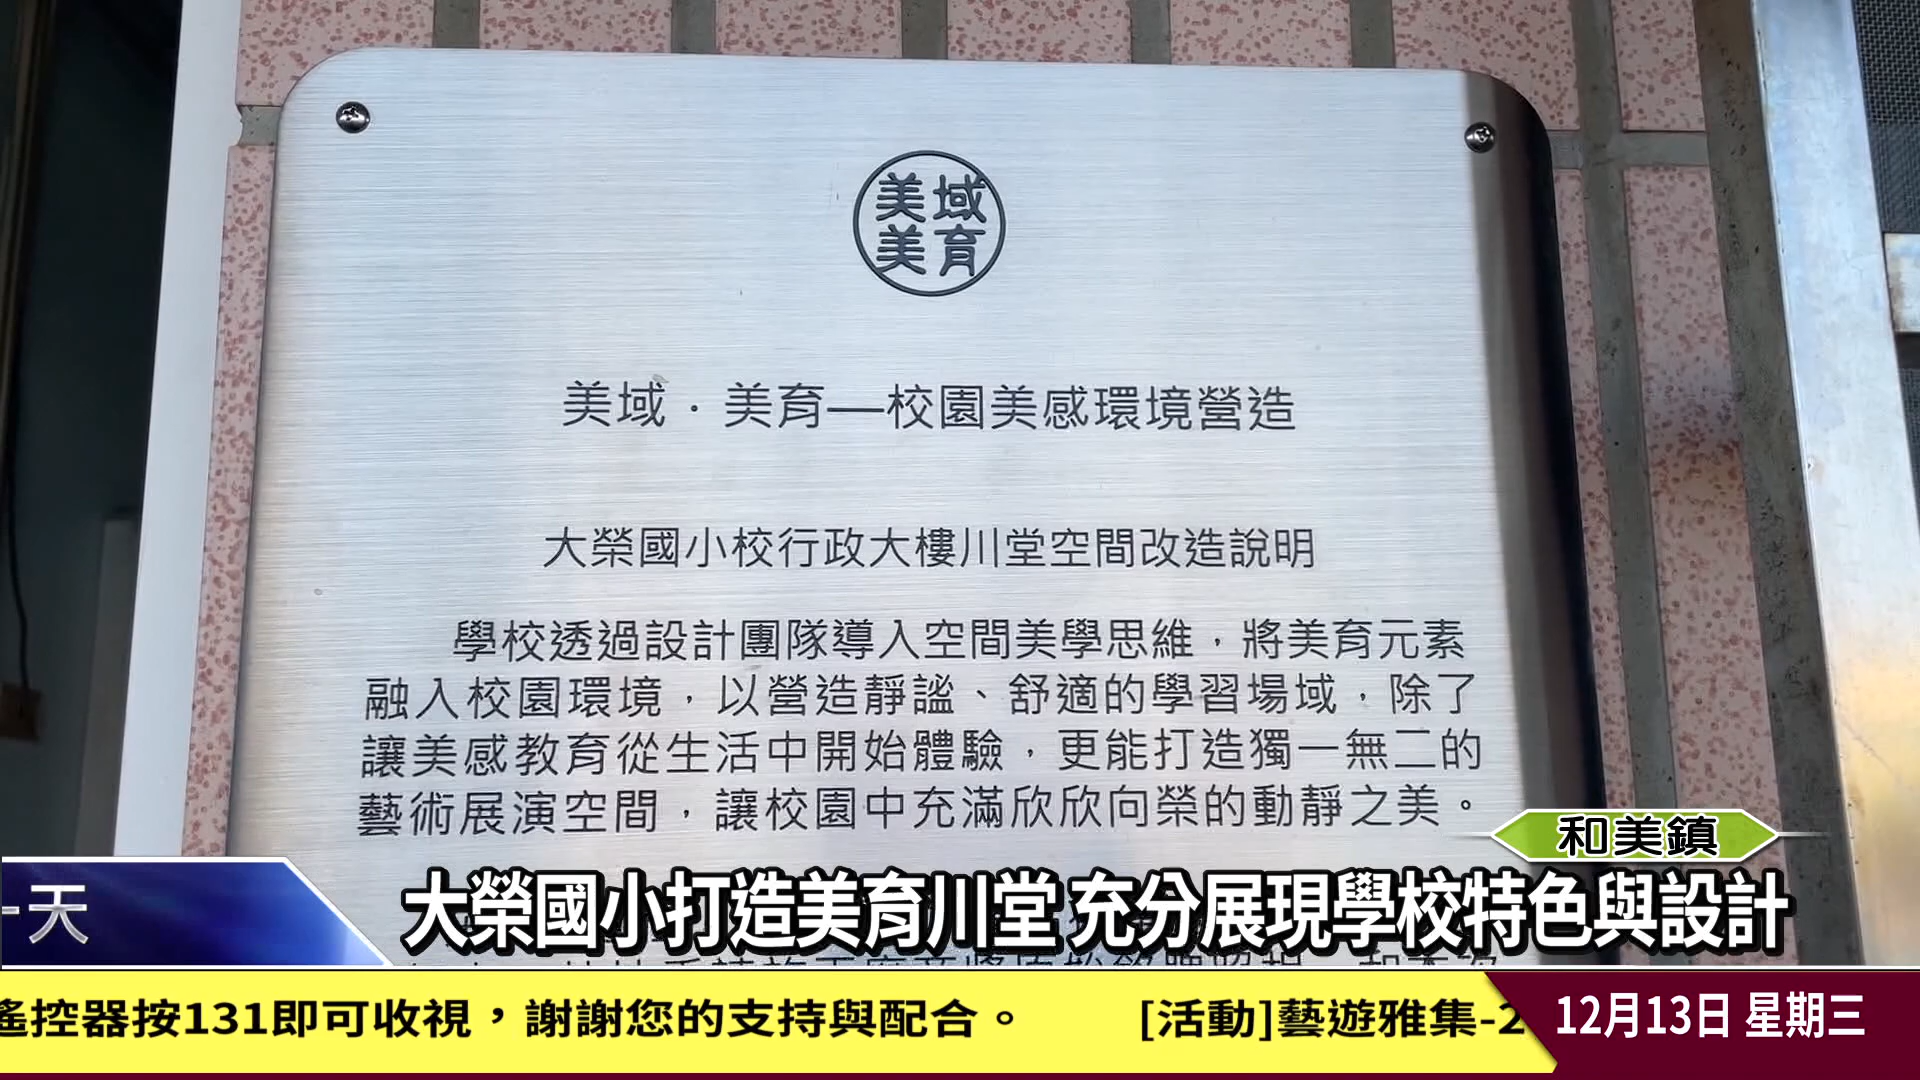 美域
美育
美域．美育—校園美感環境營造
大榮國小校行政大樓川堂空間改造說明
學校透過設計團隊導入空間美學思維，將美育元素
融入校園環境，以營造靜謐、舒適的學習場域，除了
讓美感教育從生活中開始體驗，更能打造獨一無二的
藝術展演空間，讓校園中充滿欣欣向榮的動靜之美。
和美鎮
天
大榮國小打造美育川堂 充分展現學校特色與設計
遙控器按131即可收視，謝謝您的支持與配合。 [活動]藝遊雅集-2
12月13日 星期三